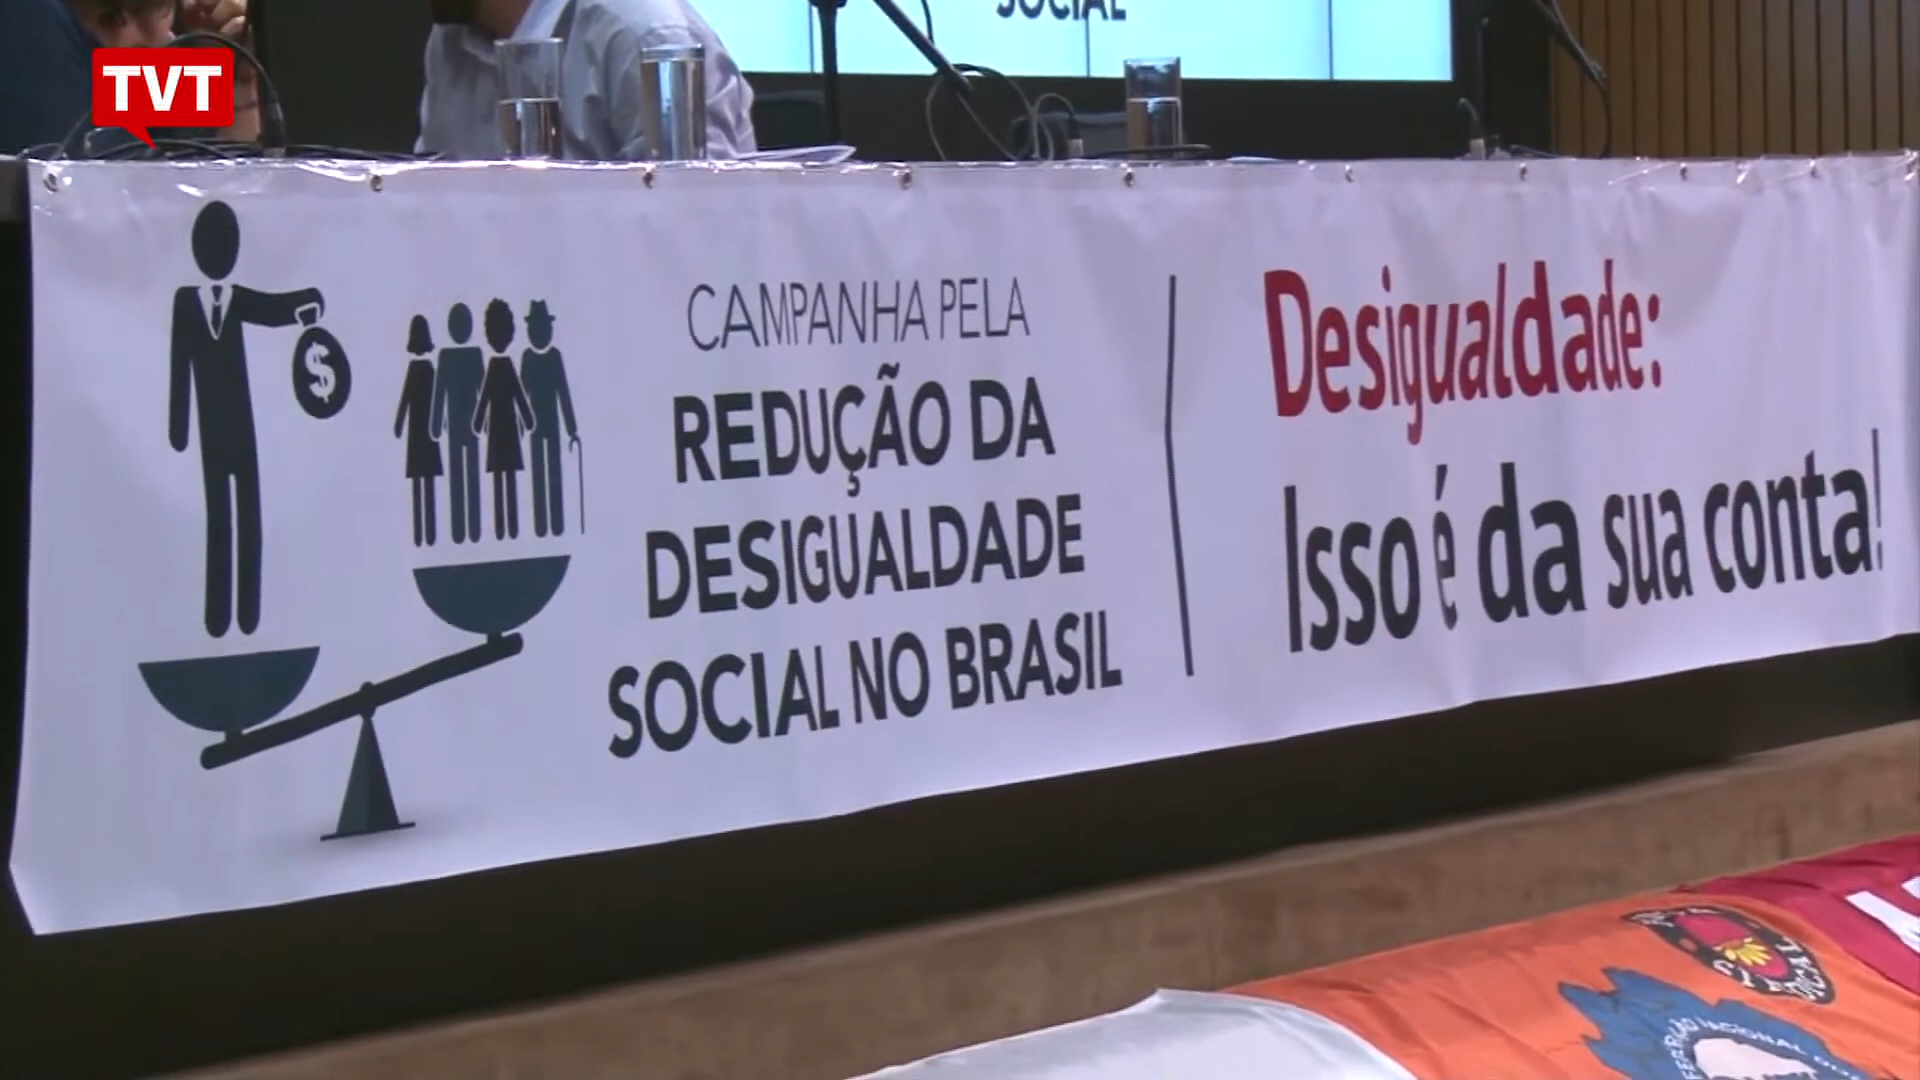 SOCIAL
TVT
$
CAMPANHA PELA
REDUÇÃO DA
DESIGUALDADE
SOCIAL NO BRASIL
Desigualdade:
Isso é da sua conta!